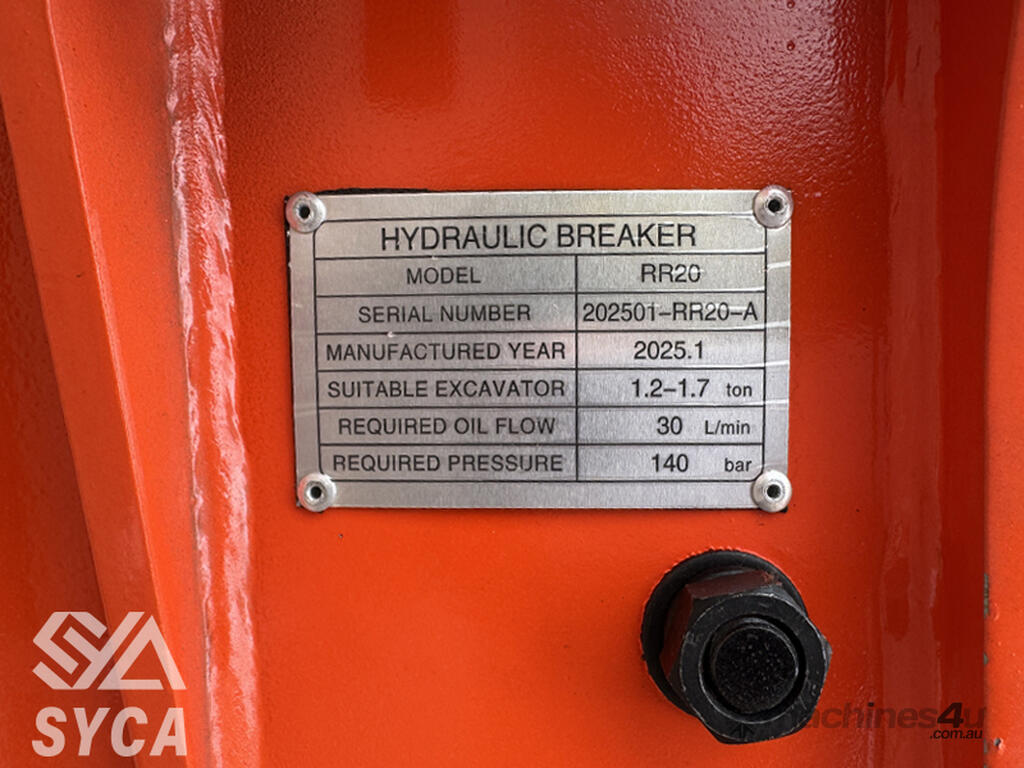 HYDRAULIC BREAKER
MODEL RR20
SERIAL NUMBER 202501-RR20-A
MANUFACTURED YEAR 2025.1
SUITABLE EXCAVATOR 1.2-1.7 ton
REQUIRED OIL FLOW 30 L/min
REQUIRED PRESSURE 140 bar
SYCA
machines4u
.com.au